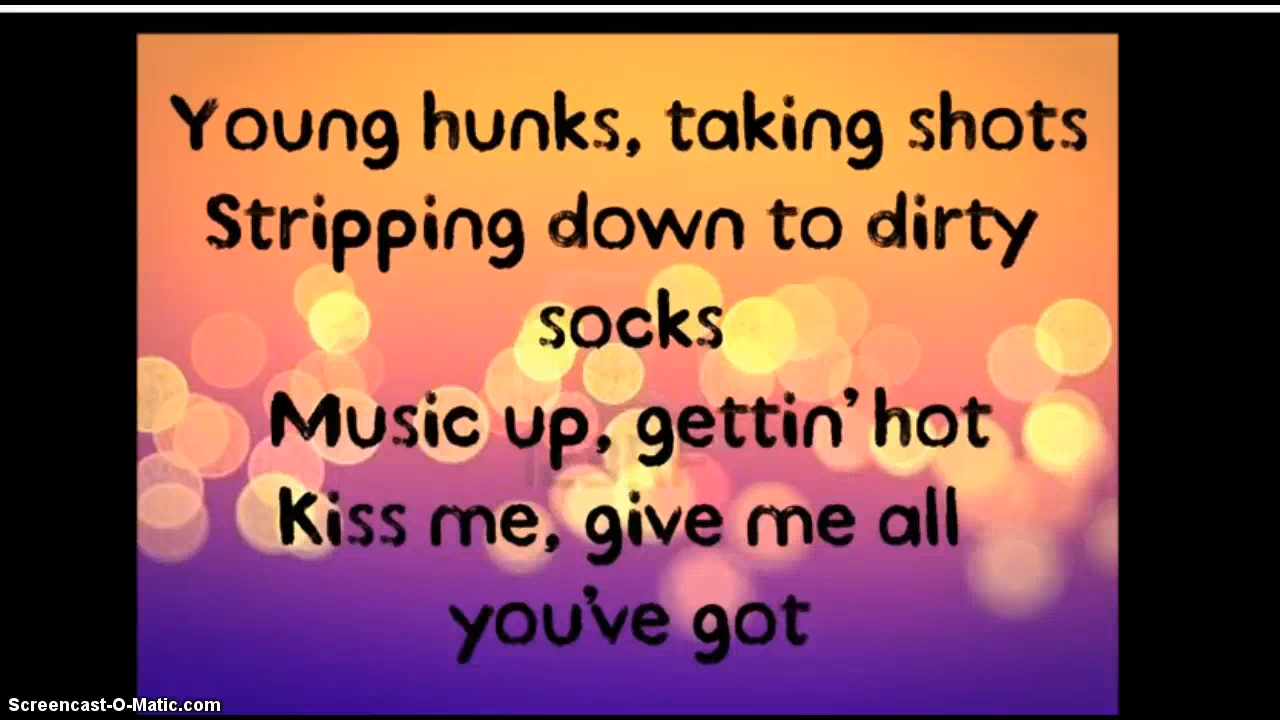 Young hunks, taking shots
Stripping down to dirty
socks
Music up, gettin' hot
Kiss me, give me all
you've got
Screencast-O-Matic.com